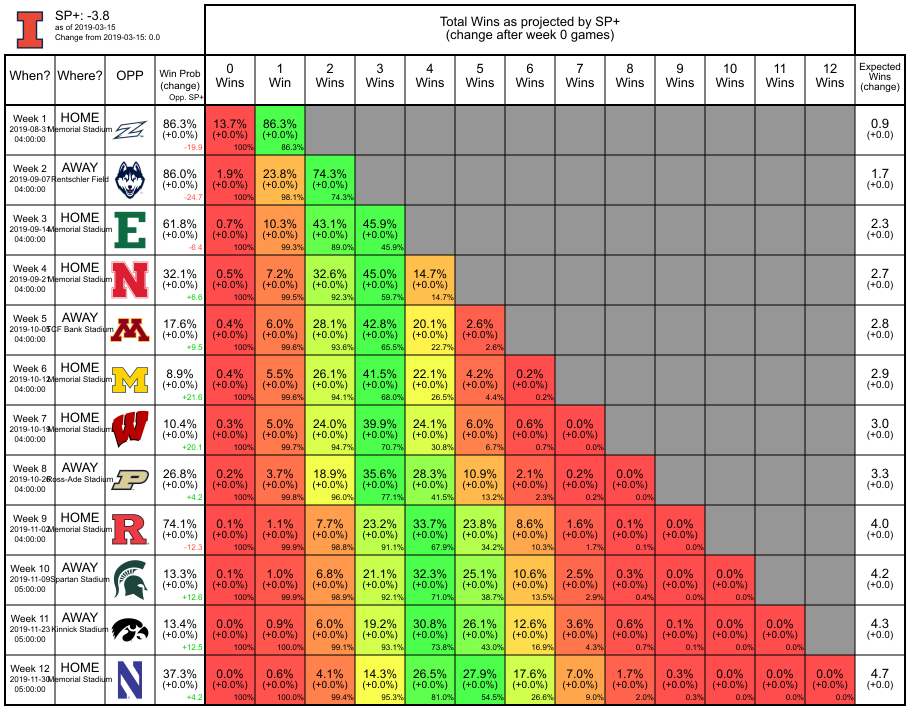 SP+: -3.8
as of 2019-03-15
Change from 2019-03-15: 0.0
Total Wins as projected by SP+
(change after week 0 games)
When? Where? OPP Win Prob (change) Opp. SP+ 0 Wins 1 Win 2 Wins 3 Wins 4 Wins 5 Wins 6 Wins 7 Wins 8 Wins 9 Wins 10 Wins 11 Wins 12 Wins Expected Wins (change)
Week 1 HOME 86.3% 13.7% 86.3% 0.9
2019-08-31 Memorial Stadium (+0.0%) (+0.0%) (+0.0%) (+0.0)
04:00:00 -19.9 100% 86.3%
Week 2 AWAY 86.0% 1.9% 23.8% 74.3% 1.7
2019-09-07 Rentschler Field (+0.0%) (+0.0%) (+0.0%) (+0.0%) (+0.0)
04:00:00 -24.7 100% 98.1% 74.3%
Week 3 HOME E 61.8% 0.7% 10.3% 43.1% 45.9% 2.3
2019-09-14 Memorial Stadium (+0.0%) (+0.0%) (+0.0%) (+0.0%) (+0.0%) (+0.0)
04:00:00 -6.4 100% 99.3% 89.0% 45.9%
Week 4 HOME N 32.1% 0.5% 7.2% 32.6% 45.0% 14.7% 2.7
2019-09-21 Memorial Stadium (+0.0%) (+0.0%) (+0.0%) (+0.0%) (+0.0%) (+0.0%) (+0.0)
04:00:00 +6.6 100% 99.5% 92.3% 59.7% 14.7%
Week 5 AWAY M 17.6% 0.4% 6.0% 28.1% 42.8% 20.1% 2.6% 2.8
2019-10-05 TCF Bank Stadium (+0.0%) (+0.0%) (+0.0%) (+0.0%) (+0.0%) (+0.0%) (+0.0%) (+0.0)
04:00:00 +9.5 100% 99.6% 93.6% 65.5% 22.7% 2.6%
Week 6 HOME M 8.9% 0.4% 5.5% 26.1% 41.5% 22.1% 4.2% 0.2% 2.9
2019-10-12 Memorial Stadium (+0.0%) (+0.0%) (+0.0%) (+0.0%) (+0.0%) (+0.0%) (+0.0%) (+0.0%) (+0.0)
04:00:00 +21.6 100% 99.6% 94.1% 68.0% 26.5% 4.4% 0.2%
Week 7 HOME W 10.4% 0.3% 5.0% 24.0% 39.9% 22.1% 6.0% 0.6% 0.0% 3.0
2019-10-19 Memorial Stadium (+0.0%) (+0.0%) (+0.0%) (+0.0%) (+0.0%) (+0.0%) (+0.0%) (+0.0%) (+0.0%) (+0.0)
04:00:00 +20.1 100% 99.7% 94.7% 70.7% 30.8% 6.7% 0.7% 0.0%
Week 8 AWAY P 26.8% 0.2% 3.7% 18.9% 35.6% 28.3% 10.9% 2.1% 0.2% 0.0% 3.3
2019-10-26 Ross-Ade Stadium (+0.0%) (+0.0%) (+0.0%) (+0.0%) (+0.0%) (+0.0%) (+0.0%) (+0.0%) (+0.0%) (+0.0%) (+0.0)
04:00:00 +4.2 100% 99.8% 96.0% 77.1% 41.5% 13.2% 2.3% 0.2% 0.0%
Week 9 HOME R 74.1% 0.1% 1.1% 7.7% 23.2% 33.7% 23.8% 8.6% 1.6% 0.1% 0.0% 4.0
2019-11-02 Memorial Stadium (+0.0%) (+0.0%) (+0.0%) (+0.0%) (+0.0%) (+0.0%) (+0.0%) (+0.0%) (+0.0%) (+0.0%) (+0.0%) (+0.0)
04:00:00 -12.3 100% 99.9% 98.8% 91.1% 67.9% 34.2% 10.3% 1.7% 0.1% 0.0%
Week 10 AWAY 13.3% 0.1% 1.0% 6.8% 21.1% 32.3% 25.1% 10.6% 2.5% 0.3% 0.0% 0.0% 4.2
2019-11-09 Spartan Stadium (+0.0%) (+0.0%) (+0.0%) (+0.0%) (+0.0%) (+0.0%) (+0.0%) (+0.0%) (+0.0%) (+0.0%) (+0.0%) (+0.0%) (+0.0)
05:00:00 +12.6 100% 99.9% 98.9% 92.1% 71.0% 38.7% 13.5% 2.9% 0.4% 0.0% 0.0%
Week 11 AWAY 13.4% 0.0% 0.9% 6.0% 19.2% 30.8% 26.1% 12.6% 3.6% 0.6% 0.1% 0.0% 0.0% 4.3
2019-11-23 Kinnick Stadium (+0.0%) (+0.0%) (+0.0%) (+0.0%) (+0.0%) (+0.0%) (+0.0%) (+0.0%) (+0.0%) (+0.0%) (+0.0%) (+0.0%) (+0.0%) (+0.0)
05:00:00 +12.5 100% 100.0% 99.1% 93.1% 73.8% 43.0% 16.9% 4.3% 0.7% 0.1% 0.0% 0.0%
Week 12 HOME N 37.3% 0.0% 0.6% 4.1% 14.3% 26.5% 27.9% 17.6% 7.0% 1.7% 0.3% 0.0% 0.0% 0.0% 4.7
2019-11-30 Memorial Stadium (+0.0%) (+0.0%) (+0.0%) (+0.0%) (+0.0%) (+0.0%) (+0.0%) (+0.0%) (+0.0%) (+0.0%) (+0.0%) (+0.0%) (+0.0%) (+0.0%) (+0.0)
05:00:00 +4.2 100% 100.0% 99.4% 95.3% 81.0% 54.5% 26.6% 9.0% 2.0% 0.3% 0.0% 0.0% 0.0%